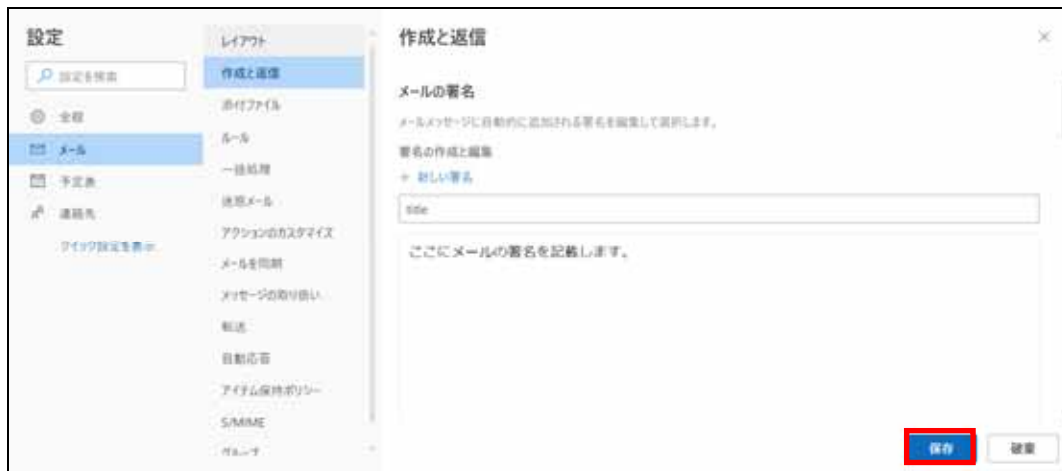 設定
設定を検索
全般
メール
予定表
連絡先
クイック設定を表示
レイアウト
作成と返信
添付ファイル
ルール
一括処理
迷惑メール
アクションのカスタマイズ
メールを同期
メッセージの取り扱い
転送
自動応答
アイテム保持ポリシー
S/MIME
グループ
作成と返信
メールの署名
メールメッセージに自動的に追加される署名を編集して選択します。
署名の作成と編集
+ 新しい署名
title
ここにメールの署名を記載します。
保存
破棄